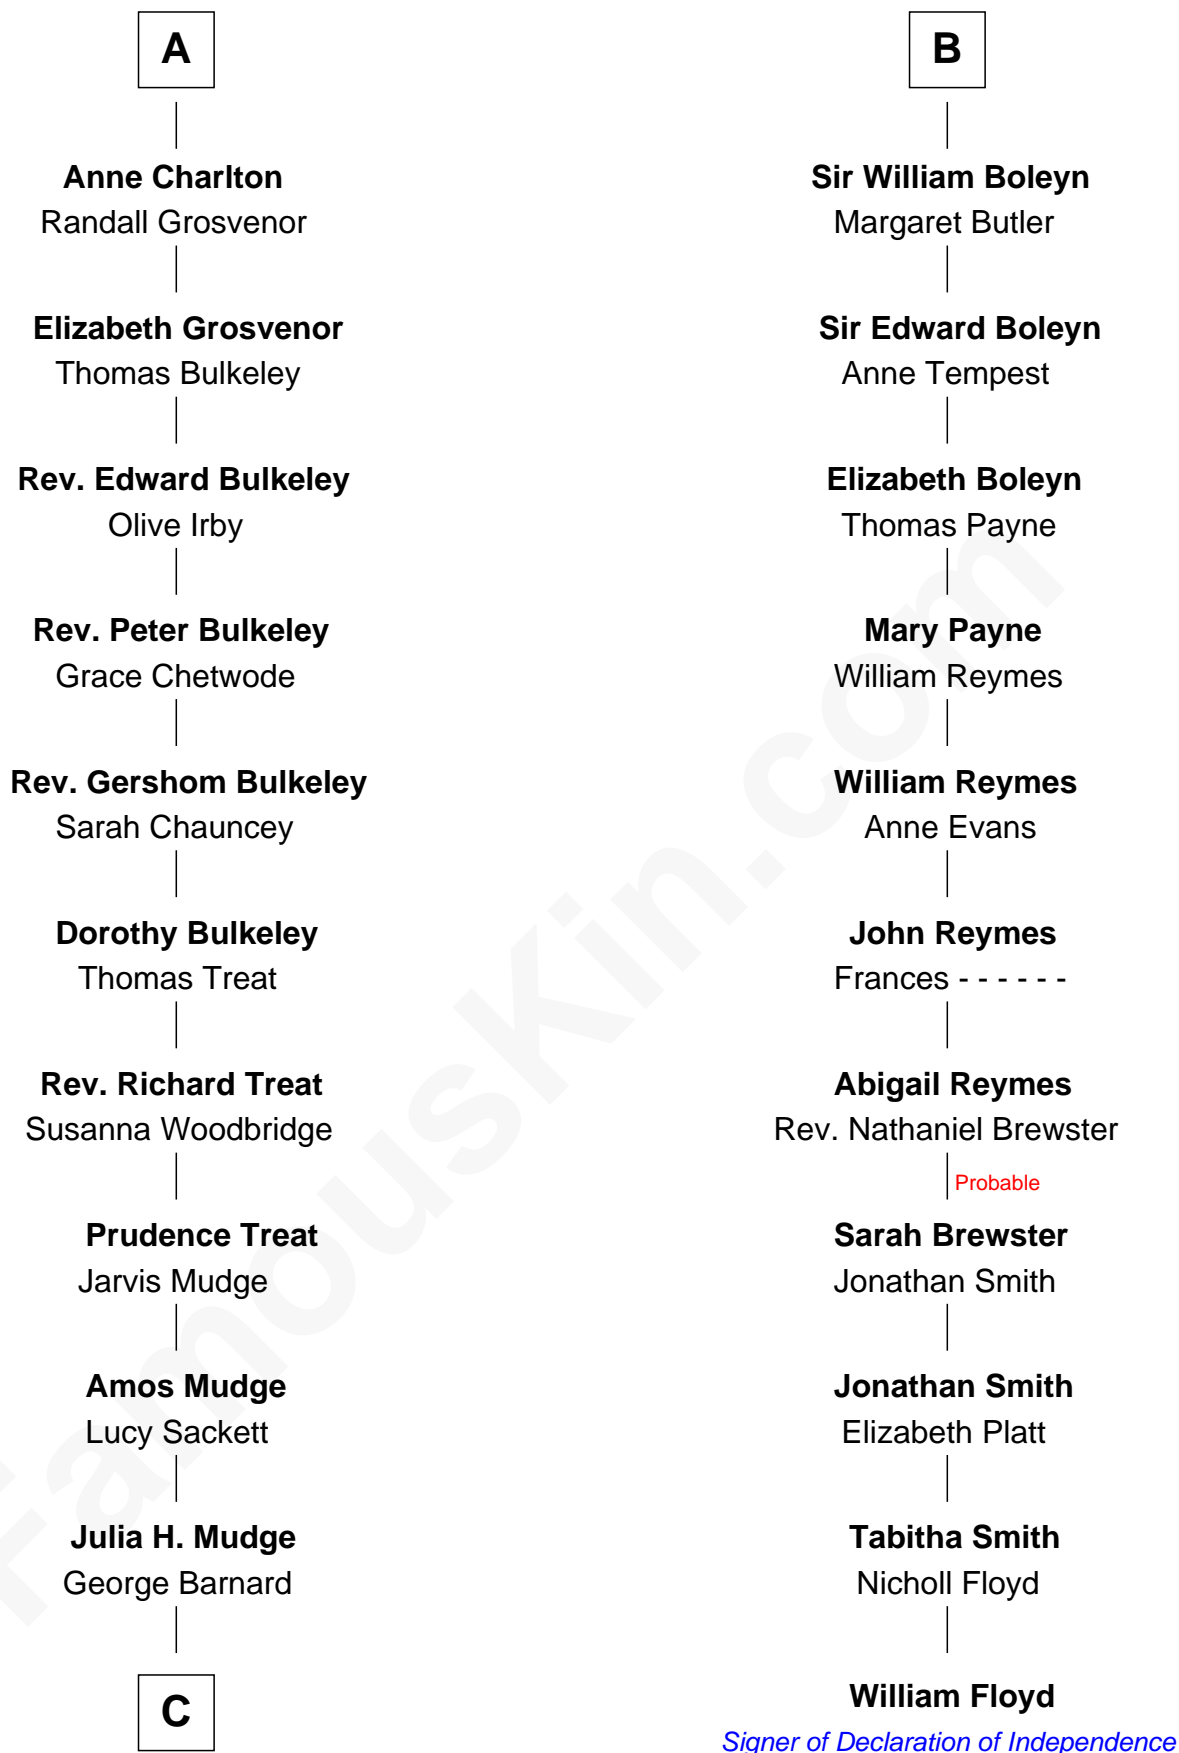 A
Anne Charlton
Randall Grosvenor
Elizabeth Grosvenor
Thomas Bulkeley
Rev. Edward Bulkeley
Olive Irby
Rev. Peter Bulkeley
Grace Chetwode
Rev. Gershom Bulkeley
Sarah Chauncey
Dorothy Bulkeley
Thomas Treat
Rev. Richard Treat
Susanna Woodbridge
Prudence Treat
Jarvis Mudge
Amos Mudge
Lucy Sackett
Julia H. Mudge
George Barnard
C
B
Sir William Boleyn
Margaret Butler
Sir Edward Boleyn
Anne Tempest
Elizabeth Boleyn
Thomas Payne
Mary Payne
William Reymes
William Reymes
Anne Evans
John Reymes
Frances - - - - - -
Abigail Reymes
Rev. Nathaniel Brewster
Probable
Sarah Brewster
Jonathan Smith
Jonathan Smith
Elizabeth Platt
Tabitha Smith
Nicholl Floyd
William Floyd
Signer of Declaration of Independence
FamousKin.com